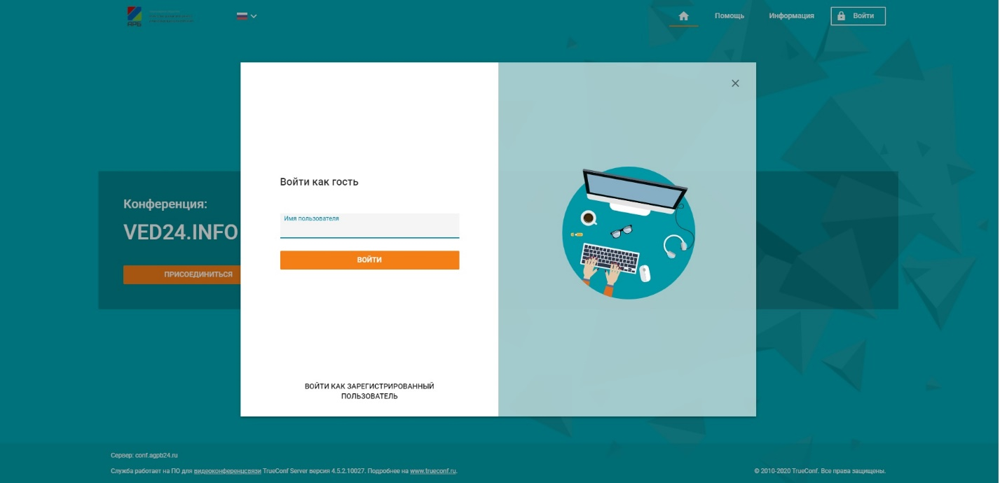 АРБ
Помощь
Информация
Войти
Войти как гость
Имя пользователя
ВОЙТИ
ВОЙТИ КАК ЗАРЕГИСТРИРОВАННЫЙ
ПОЛЬЗОВАТЕЛЬ
Конференция:
VED24.INFO
ПРИСОЕДИНИТЬСЯ
Сервер: conf.agpb24.ru
Служба работает на ПО для видеоконференцсвязи TrueConf Server версия 4.5.2.10027. Подробнее на www.trueconf.ru.
© 2010-2020 TrueConf. Все права защищены.